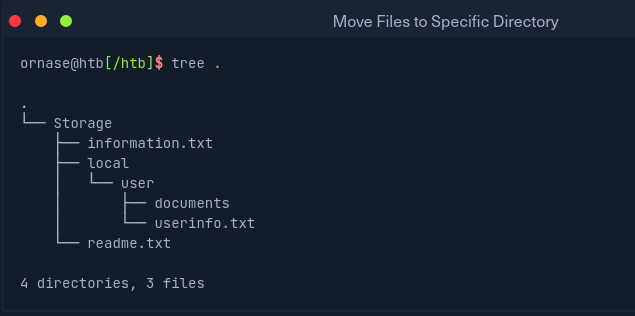 Move Files to Specific Directory
ornase@htb[/htb]$ tree .
.
└── Storage
    ├── information.txt
    ├── local
    │   └── user
    │       ├── documents
    │       └── userinfo.txt
    └── readme.txt
4 directories, 3 files